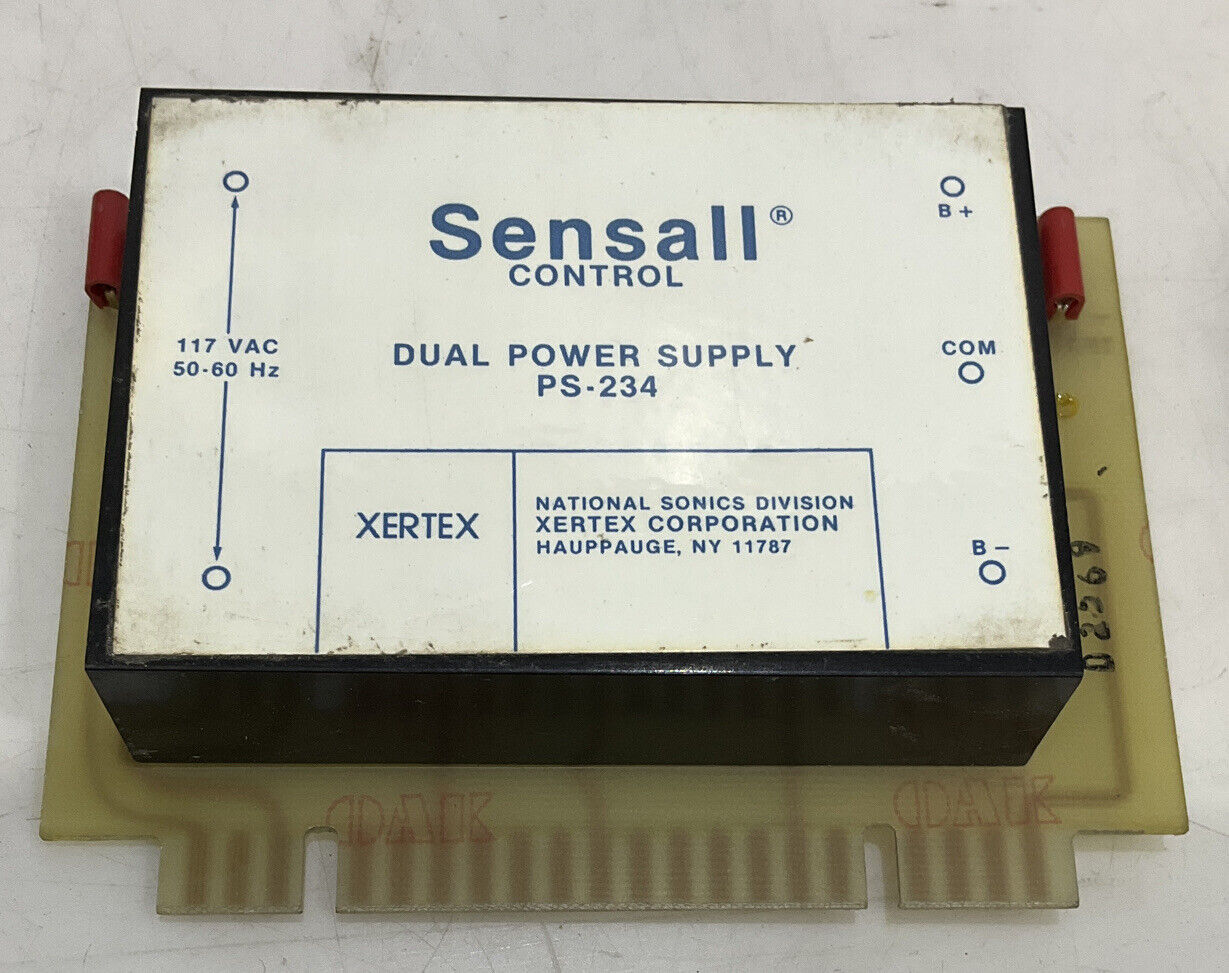 Sensall®
CONTROL
DUAL POWER SUPPLY
PS-234
117 VAC
50-60 Hz
B+
COM
B-
XERTEX
NATIONAL SONICS DIVISION
XERTEX CORPORATION
HAUPPAUGE, NY 11787